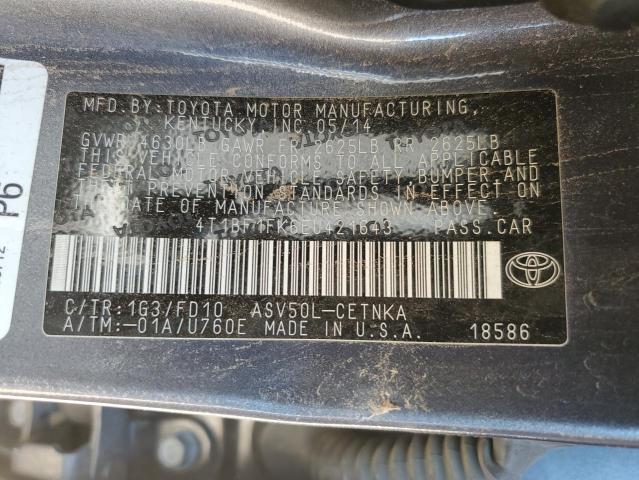 MFD. BY: TOYOTA MOTOR MANUFACTURING,
KENTUCKY, INC. 05/14
GVWR 4630LB GAWR 2625LB 2625LB
THIS VEHICLE CONFORMS TO ALL APPLICABLE
FEDERAL MOTOR VEHICLE SAFETY, BUMPER AND
THEFT PREVENTION STANDARDS IN EFFECT ON
THE DATE OF MANUFACTURE SHOWN ABOVE.
PASS. CAR
C/TR: 1G3/FD10 ASV50L-CETNKA
A/TM: -01A/U760E MADE IN U.S.A. 18586
P6